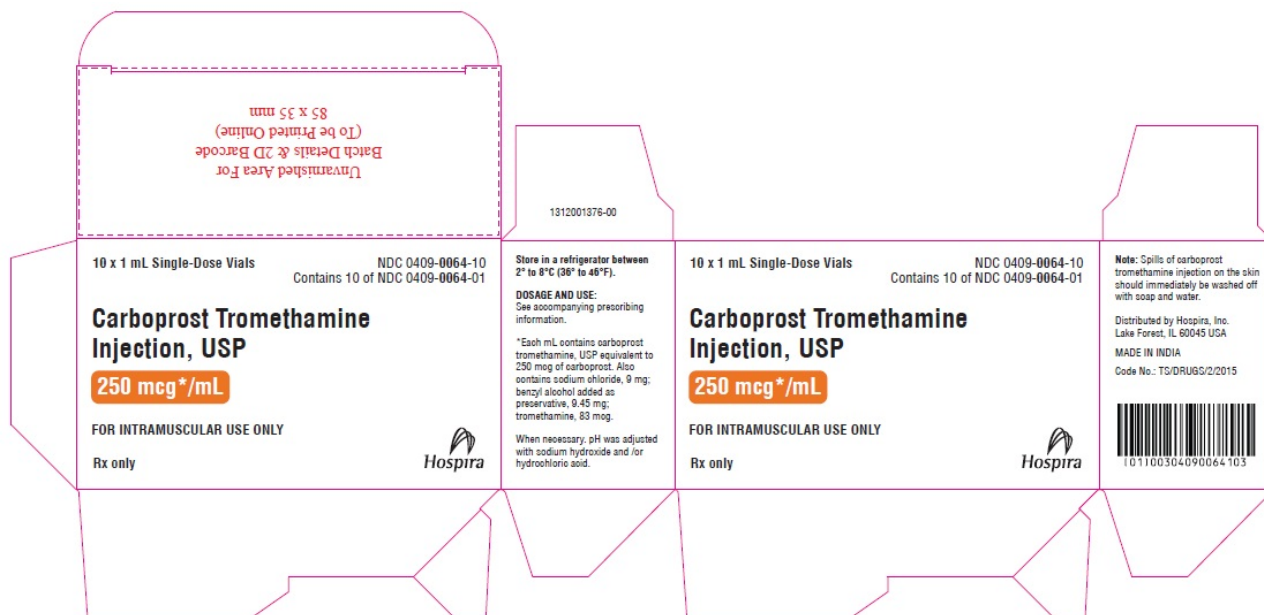 Unvarnished Area For
Batch Details & 2D Barcode
(To be Printed Online)
85 x 35 mm
1312001376-00
10 x 1 mL Single-Dose Vials
NDC 0409-0064-10
Contains 10 of NDC 0409-0064-01
Carboprost Tromethamine
Injection, USP
250 mcg*/mL
FOR INTRAMUSCULAR USE ONLY
Rx only
Hospira
Store in a refrigerator between
2° to 8°C (36° to 46°F).
DOSAGE AND USE:
See accompanying prescribing
information.
*Each mL contains carboprost
tromethamine, USP equivalent to
250 mcg of carboprost. Also
contains sodium chloride, 9 mg;
benzyl alcohol added as
preservative, 9.45 mg;
tromethamine, 83 mcg.
When necessary. pH was adjusted
with sodium hydroxide and /or
hydrochloric acid.
10 x 1 mL Single-Dose Vials
NDC 0409-0064-10
Contains 10 of NDC 0409-0064-01
Carboprost Tromethamine
Injection, USP
250 mcg*/mL
FOR INTRAMUSCULAR USE ONLY
Rx only
Hospira
Note: Spills of carboprost
tromethamine injection on the skin
should immediately be washed off
with soap and water.
Distributed by Hospira, Inc.
Lake Forest, IL 60045 USA
MADE IN INDIA
Code No.: TS/DRUGS/2/2015
(01)00304090064103